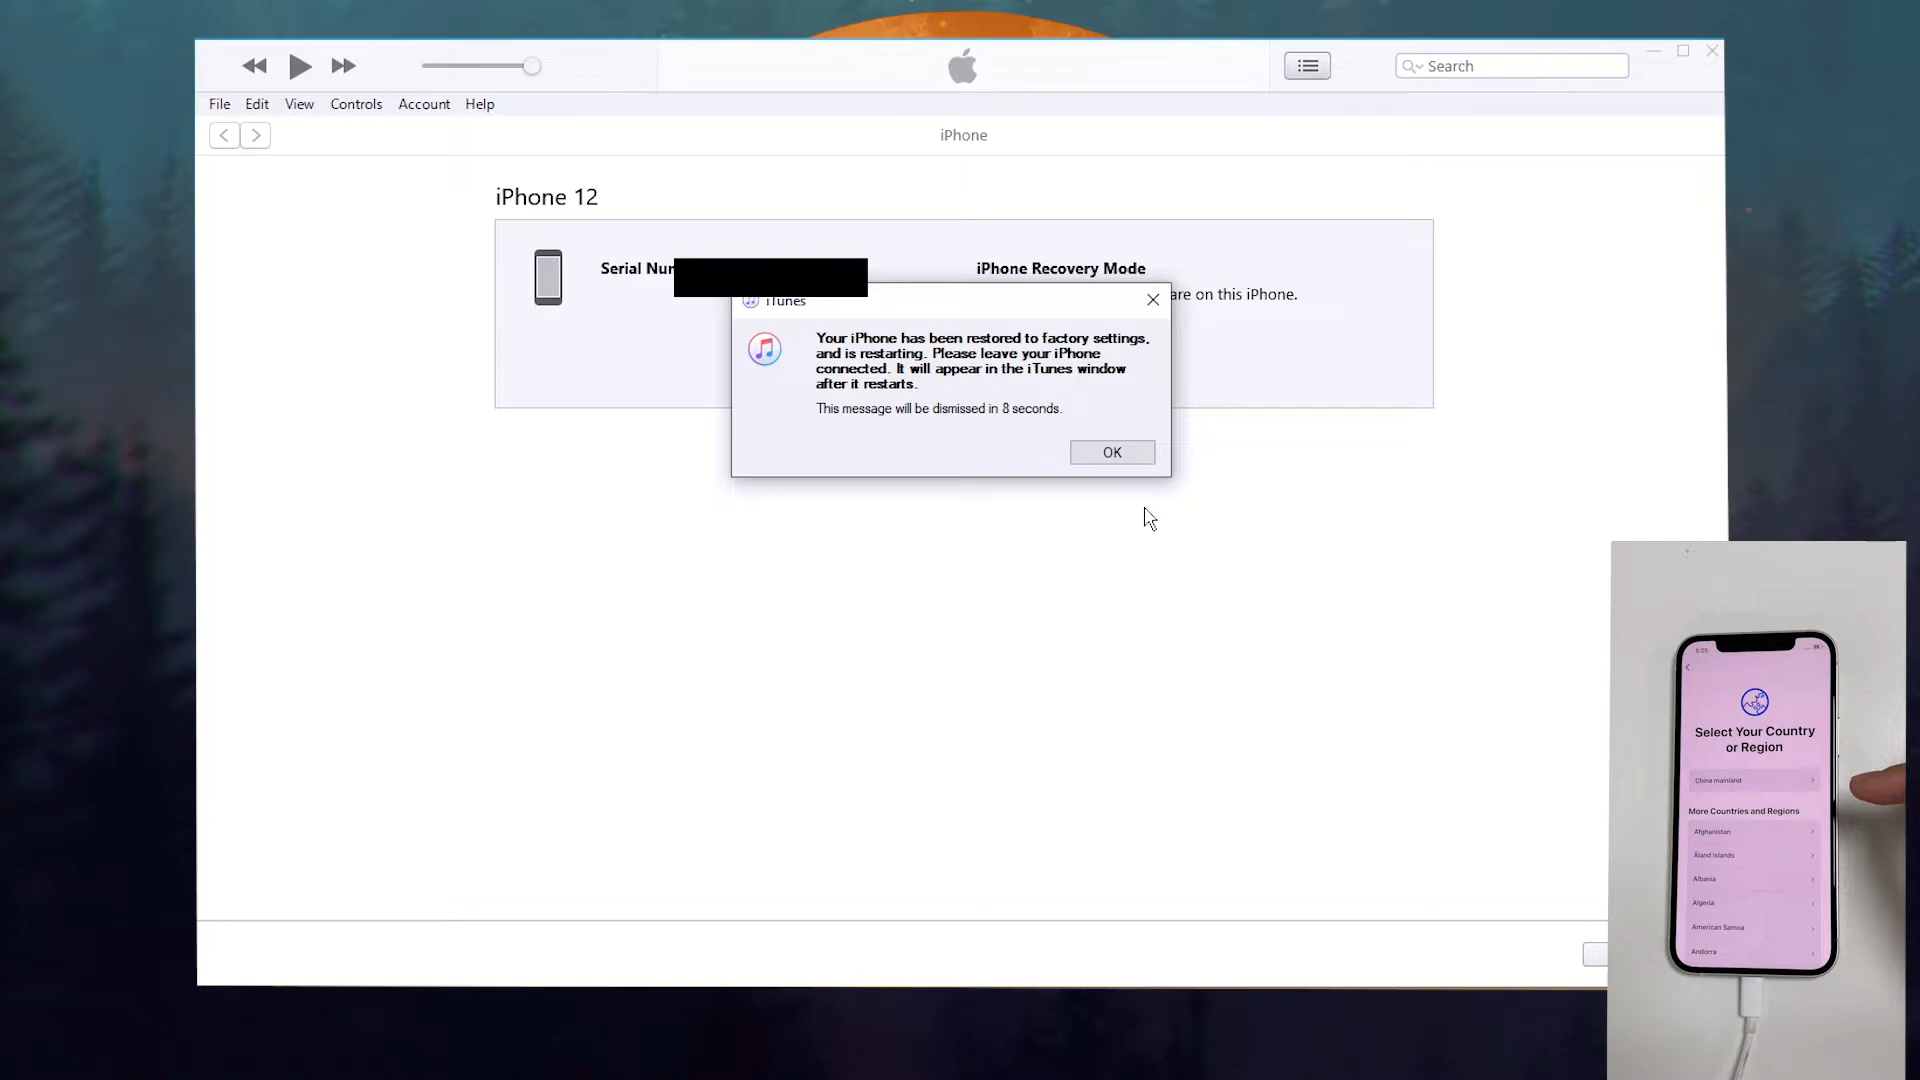 Search
File Edit View Controls Account Help
iPhone
iPhone 12
Serial Num
iPhone Recovery Mode
are on this iPhone.
iTunes
Your iPhone has been restored to factory settings,
and is restarting. Please leave your iPhone
connected. It will appear in the iTunes window
after it restarts.
This message will be dismissed in 8 seconds.
OK
5:25
Select Your Country
or Region
China mainland
More Countries and Regions
Afghanistan
Åland Islands
Albania
Algeria
American Samoa
Andorra